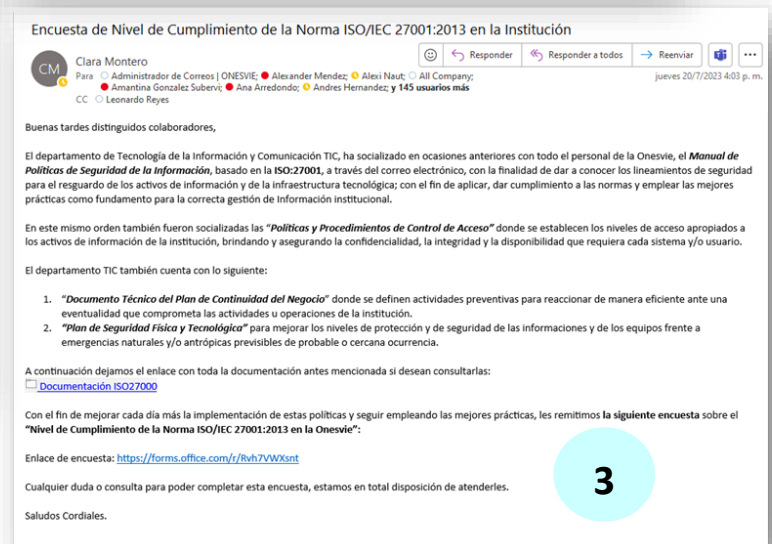 Encuesta de Nivel de Cumplimiento de la Norma ISO/IEC 27001:2013 en la Institución
CM
Clara Montero
Responder
Responder a todos
Reenviar
Para Administrador de Correos | ONESVIE; Alexander Mendez; Alexi Naut; All Company;
jueves 20/7/2023 4:03 p. m.
Amantina Gonzalez Subervi; Ana Arredondo; Andres Hernandez; y 145 usuarios más
CC Leonardo Reyes
Buenas tardes distinguidos colaboradores,
El departamento de Tecnología de la Información y Comunicación TIC, ha socializado en ocasiones anteriores con todo el personal de la Onesvie, el Manual de
Políticas de Seguridad de la Información, basado en la ISO:27001, a través del correo electrónico, con la finalidad de dar a conocer los lineamientos de seguridad
para el resguardo de los activos de información y de la infraestructura tecnológica; con el fin de aplicar, dar cumplimiento a las normas y emplear las mejores
prácticas como fundamento para la correcta gestión de Información institucional.
En este mismo orden también fueron socializadas las “Políticas y Procedimientos de Control de Acceso” donde se establecen los niveles de acceso apropiados a
los activos de información de la institución, brindando y asegurando la confidencialidad, la integridad y la disponibilidad que requiera cada sistema y/o usuario.
El departamento TIC también cuenta con lo siguiente:
1. “Documento Técnico del Plan de Continuidad del Negocio” donde se definen actividades preventivas para reaccionar de manera eficiente ante una
eventualidad que comprometa las actividades u operaciones de la institución.
2. “Plan de Seguridad Física y Tecnológica” para mejorar los niveles de protección y de seguridad de las informaciones y de los equipos frente a
emergencias naturales y/o antrópicas previsibles de probable o cercana ocurrencia.
A continuación dejamos el enlace con toda la documentación antes mencionada si desean consultarlas:
Documentación ISO27000
Con el fin de mejorar cada día más la implementación de estas políticas y seguir empleando las mejores prácticas, les remitimos la siguiente encuesta sobre el
“Nivel de Cumplimiento de la Norma ISO/IEC 27001:2013 en la Onesvie”:
Enlace de encuesta: https://forms.office.com/r/Rvh7VWXsnt
Cualquier duda o consulta para poder completar esta encuesta, estamos en total disposición de atenderles.
3
Saludos Cordiales.